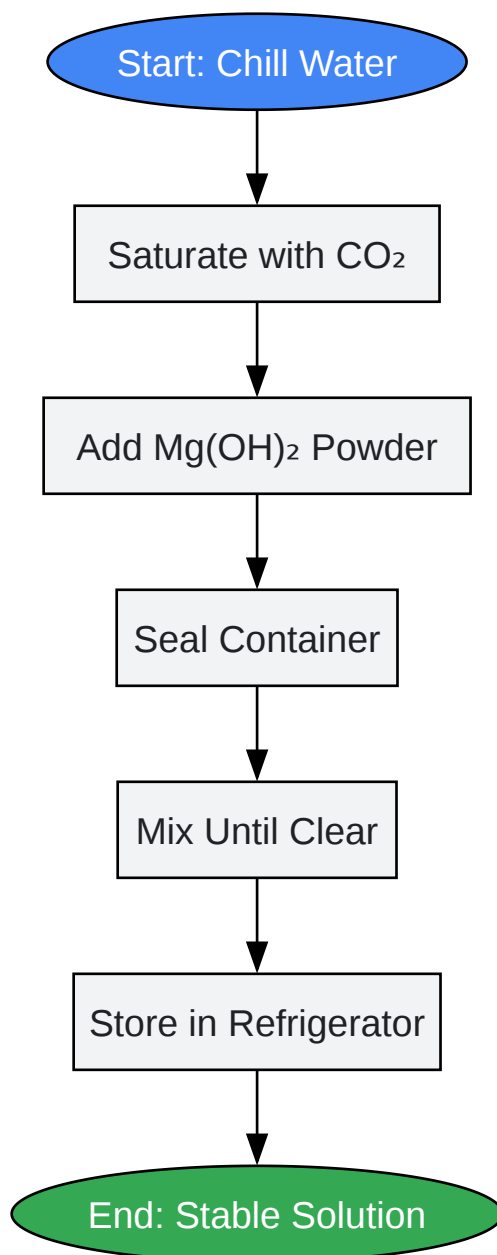 Start: Chill Water
Saturate with CO₂
Add Mg(OH)₂ Powder
Seal Container
Mix Until Clear
Store in Refrigerator
End: Stable Solution